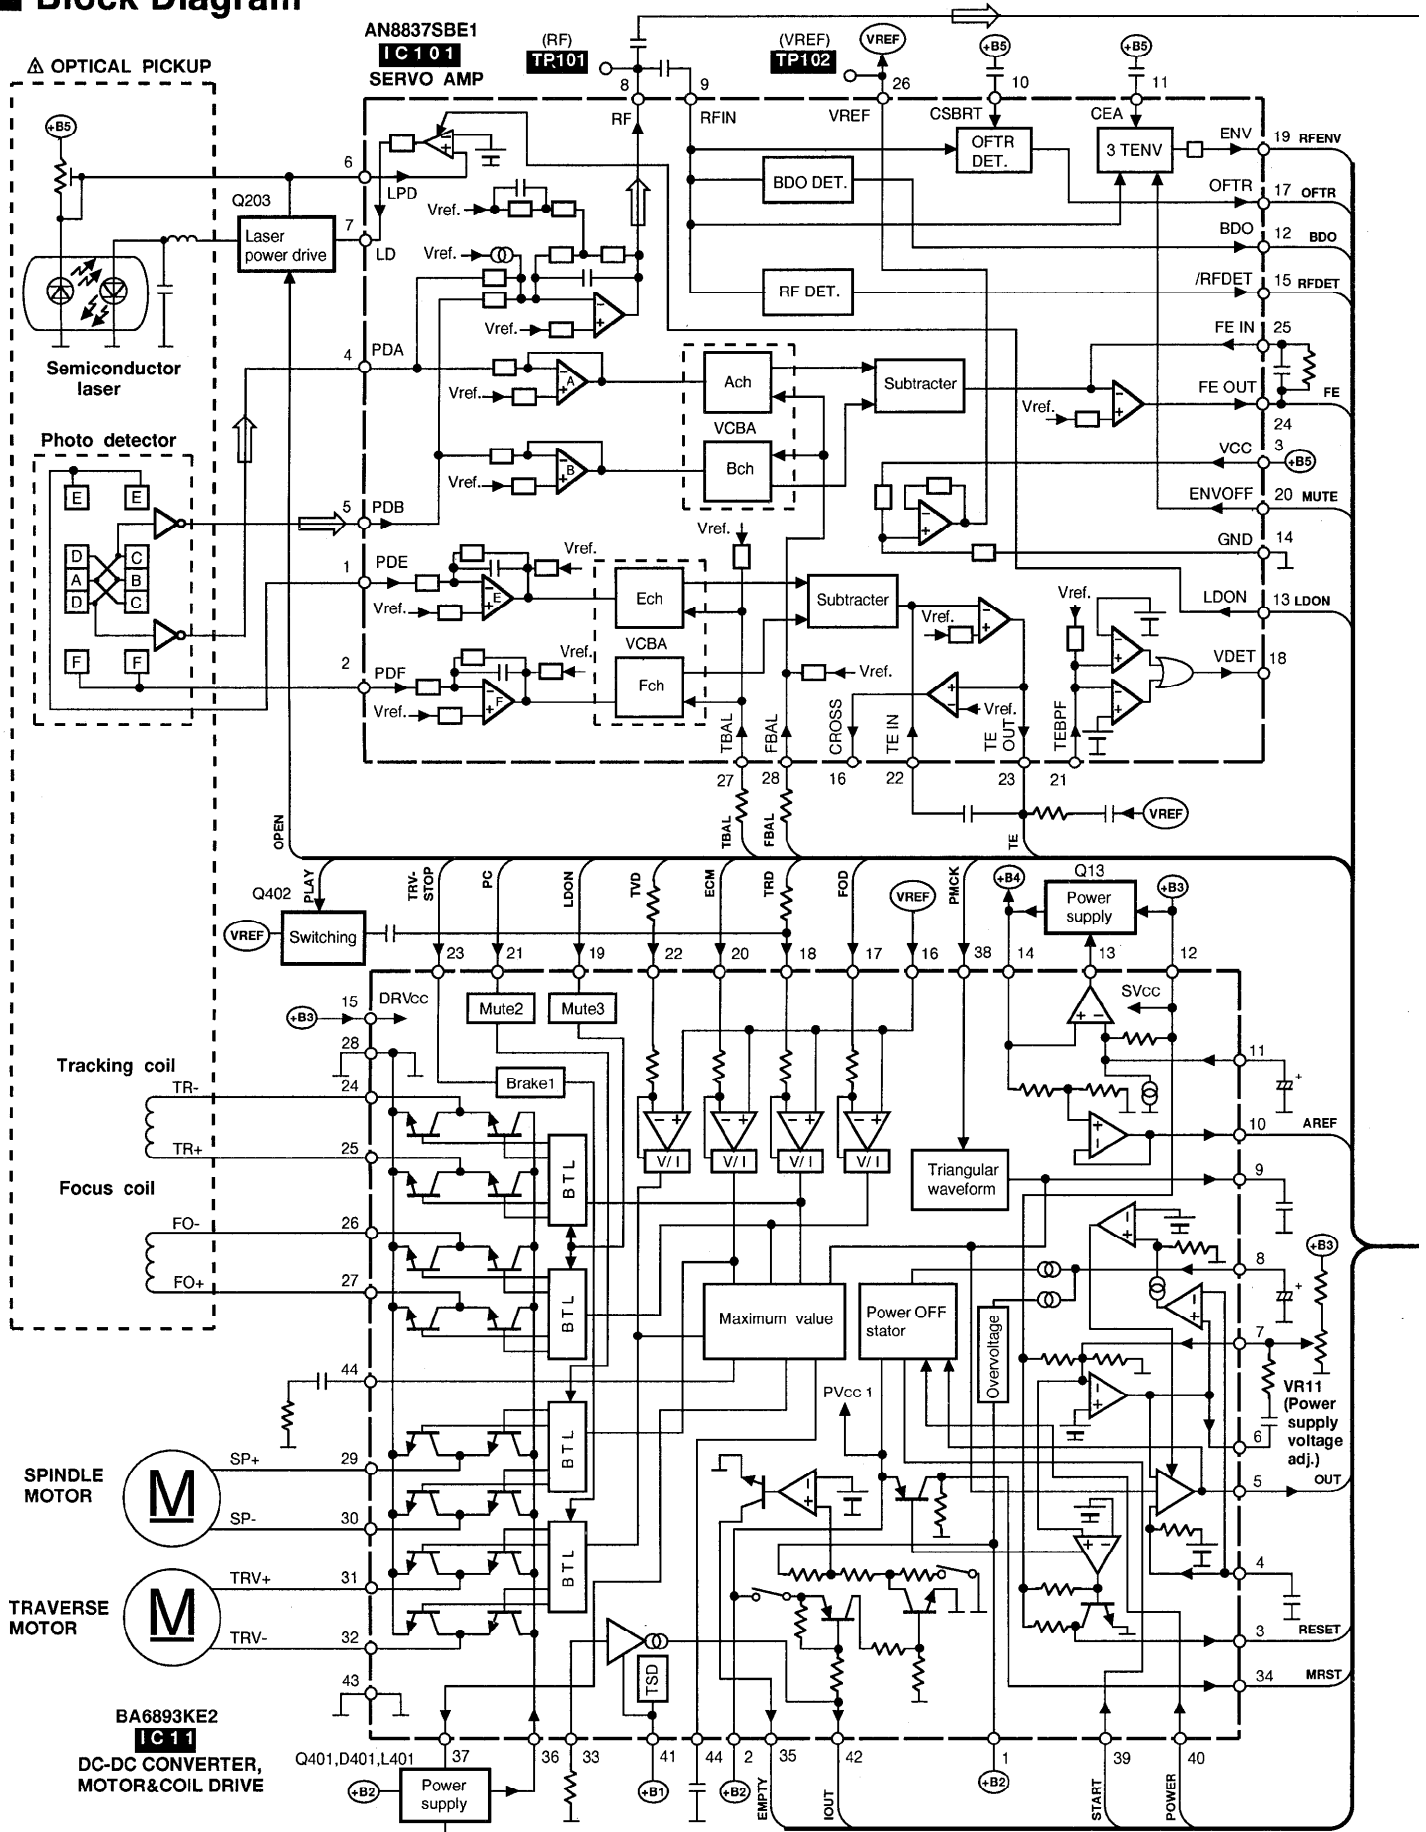 ■ Block Diagram
AN8837SBE1
IC101
SERVO AMP
(RF)
TP101
(VREF)
TP102
VREF
+B5
+B5
⚠ OPTICAL PICKUP
8
9
26
10
11
RF
RFIN
VREF
CSBRT
CEA
+B5
OFTR
DET.
3 TENV
ENV
19 RFENV
6
LPD
BDO DET.
OFTR
17 OFTR
Q203
Vref.
Laser
power drive
7
LD
Vref.
BDO
12 BDO
RF DET.
/RFDET
15 RFDET
Vref.
FE IN
25
Semiconductor
laser
4
PDA
A
Vref.
Ach
Subtracter
Vref.
FE OUT
FE
24
VCBA
Photo detector
B
Vref.
Bch
VCC
3
+B5
E
E
5
PDB
ENVOFF
20 MUTE
Vref.
GND
14
D
C
A
B
D
C
1
PDE
Vref.
E
Vref.
Ech
Subtracter
Vref.
Vref.
LDON
13 LDON
VCBA
F
F
2
PDF
Vref.
F
Vref.
Fch
Vref.
Vref.
VDET
18
TBAL
FBAL
CROSS
TE IN
TE
OUT
TEBPF
27
28
16
22
23
21
TBAL
FBAL
TE
VREF
OPEN
PLAY
TRV-
STOP
PC
LDON
TVD
ECM
TRD
FOD
VREF
PMCK
+B4
Q13
Power
supply
+B3
Q402
VREF
Switching
23
21
19
22
20
18
17
16
38
14
13
12
+B3
15
DRVcc
Mute2
Mute3
SVcc
28
11
Tracking coil
TR-
24
Brake1
10
AREF
TR+
25
BTL
V/I
V/I
V/I
V/I
Triangular
waveform
9
Focus coil
FO-
26
+B3
8
FO+
27
BTL
Maximum value
Power OFF
stator
Overvoltage
7
44
PVcc 1
VR11
(Power
supply
voltage
adj.)
6
SPINDLE
MOTOR
M
SP+
29
BTL
5
OUT
SP-
30
TRAVERSE
MOTOR
M
TRV+
31
BTL
4
TRV-
32
TSD
3
RESET
43
34
MRST
BA6893KE2
IC11
DC-DC CONVERTER,
MOTOR&COIL DRIVE
Q401,D401,L401
37
36
33
41
44
2
35
42
1
39
40
+B2
Power
supply
+B1
+B2
EMPTY
IOUT
+B2
START
POWER